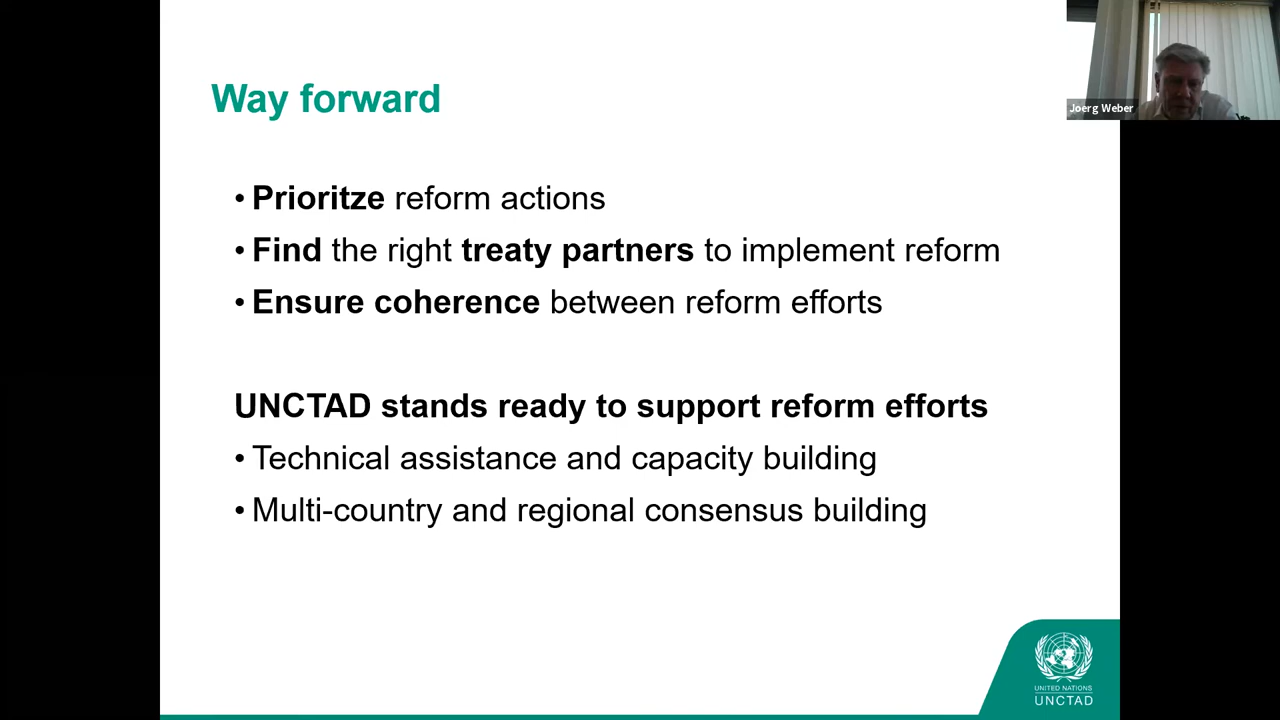 Way forward
Joerg Weber
• Prioritze reform actions
• Find the right treaty partners to implement reform
• Ensure coherence between reform efforts
UNCTAD stands ready to support reform efforts
• Technical assistance and capacity building
• Multi-country and regional consensus building
UNITED NATIONS
UNCTAD